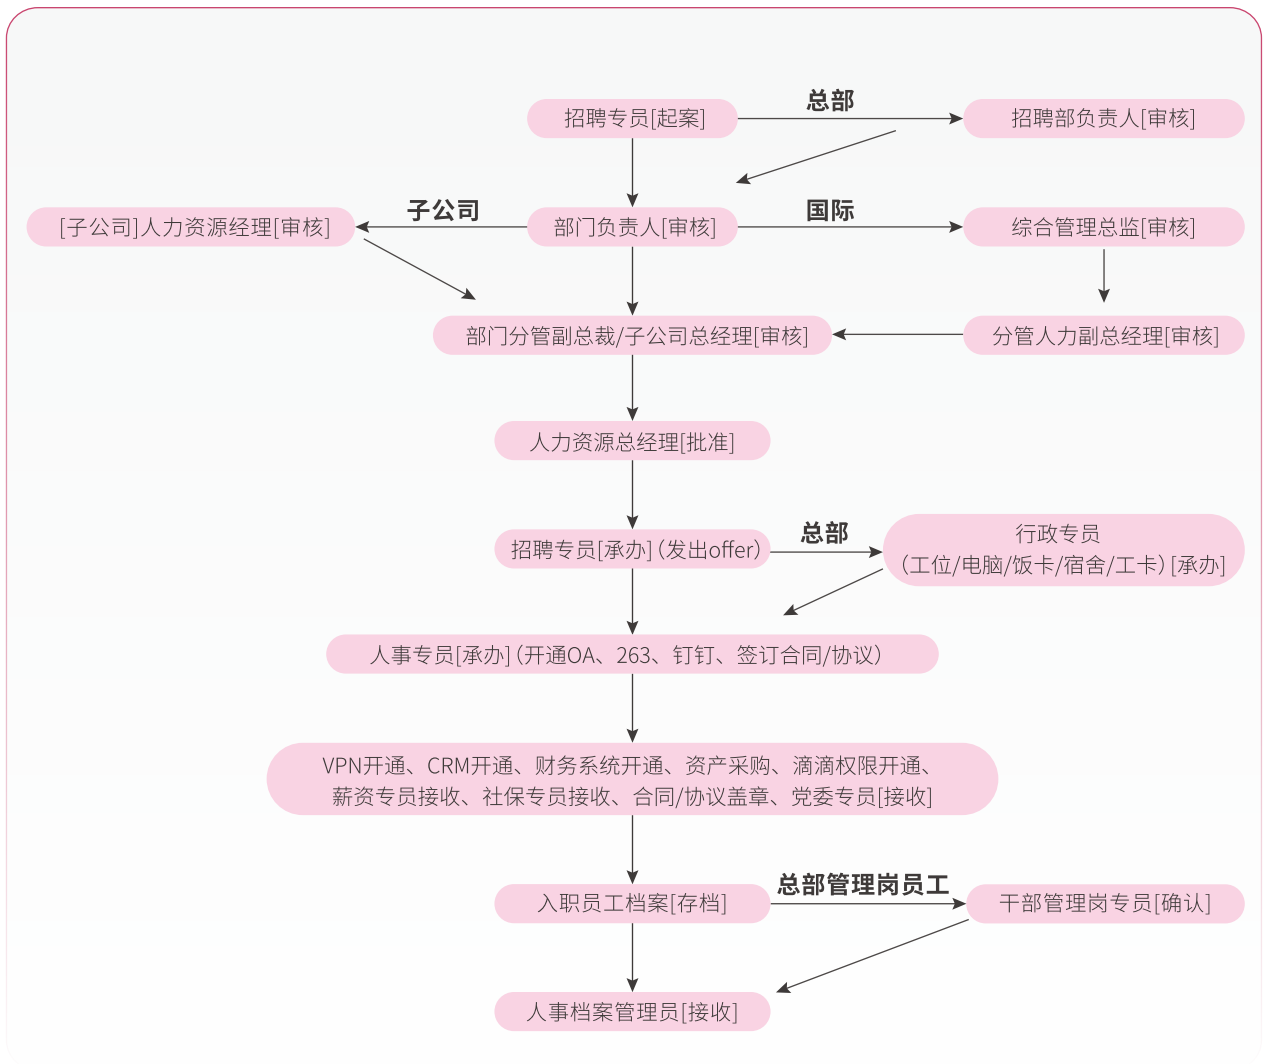 总部
招聘专员[起案]
招聘部负责人[审核]
子公司
国际
[子公司]人力资源经理[审核]
部门负责人[审核]
综合管理总监[审核]
部门分管副总裁/子公司总经理[审核]
分管人力副总经理[审核]
人力资源总经理[批准]
总部
招聘专员[承办]（发出offer）
行政专员
（工位/电脑/饭卡/宿舍/工卡）[承办]
人事专员[承办]（开通OA、263、钉钉、签订合同/协议）
VPN开通、CRM开通、财务系统开通、资产采购、滴滴权限开通、
薪资专员接收、社保专员接收、合同/协议盖章、党委专员[接收]
总部管理岗员工
入职员工档案[存档]
干部管理岗专员[确认]
人事档案管理员[接收]